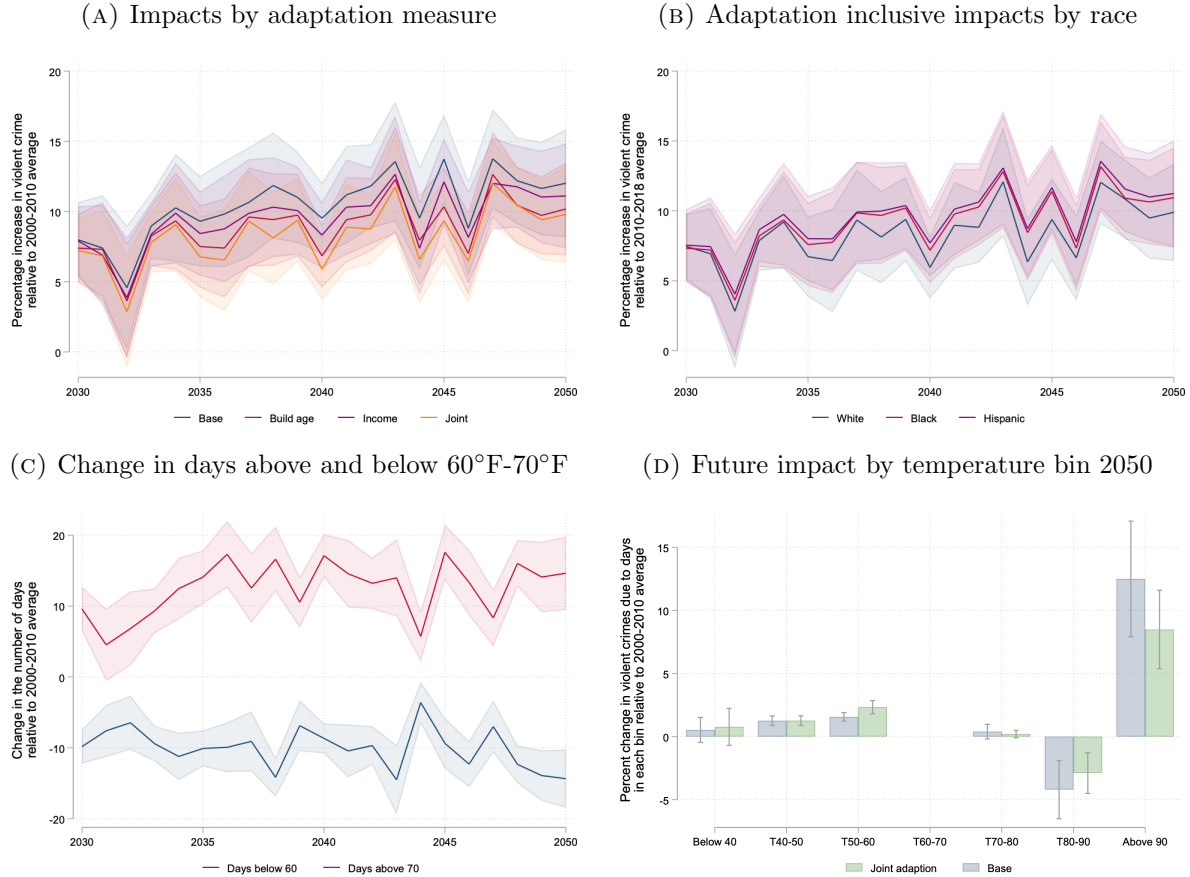 (A) Impacts by adaptation measure
Percentage increase in violent crime
relative to 2000-2010 average
20
15
10
5
0
2030
2035
2040
2045
2050
Base
Build age
Income
Joint
(B) Adaptation inclusive impacts by race
Percentage increase in violent crime
relative to 2010-2018 average
20
15
10
5
0
2030
2035
2040
2045
2050
White
Black
Hispanic
(C) Change in days above and below 60°F-70°F
Change in the number of days
relative to 2000-2010 average
20
10
0
-10
-20
2030
2035
2040
2045
2050
Days below 60
Days above 70
(D) Future impact by temperature bin 2050
Percent change in violent crimes due to days
in each bin relative to 2000-2010 average
15
10
5
0
-5
Below 40
T40-50
T50-60
T60-70
T70-80
T80-90
Above 90
Joint adaption
Base